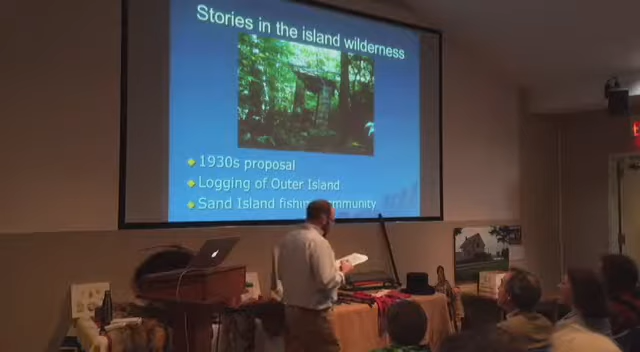 Stories in the island wilderness
1930s proposal
Logging of Outer Island
Sand Island fishing community